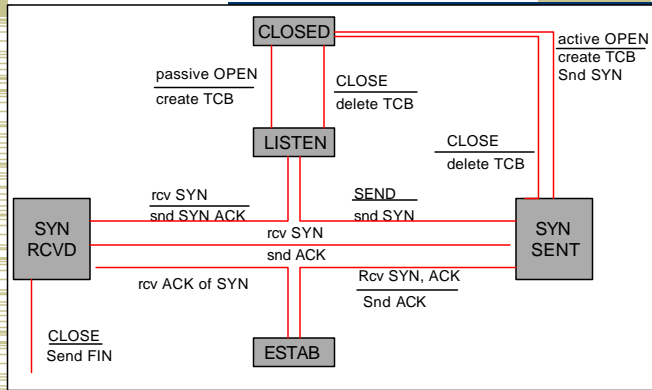 CLOSED
active OPEN
create TCB
Snd SYN
passive OPEN
create TCB
CLOSE
delete TCB
LISTEN
CLOSE
delete TCB
rcv SYN
snd SYN ACK
SEND
snd SYN
SYN
RCVD
rcv SYN
snd ACK
SYN
SENT
rcv ACK of SYN
Rcv SYN, ACK
Snd ACK
CLOSE
Send FIN
ESTAB